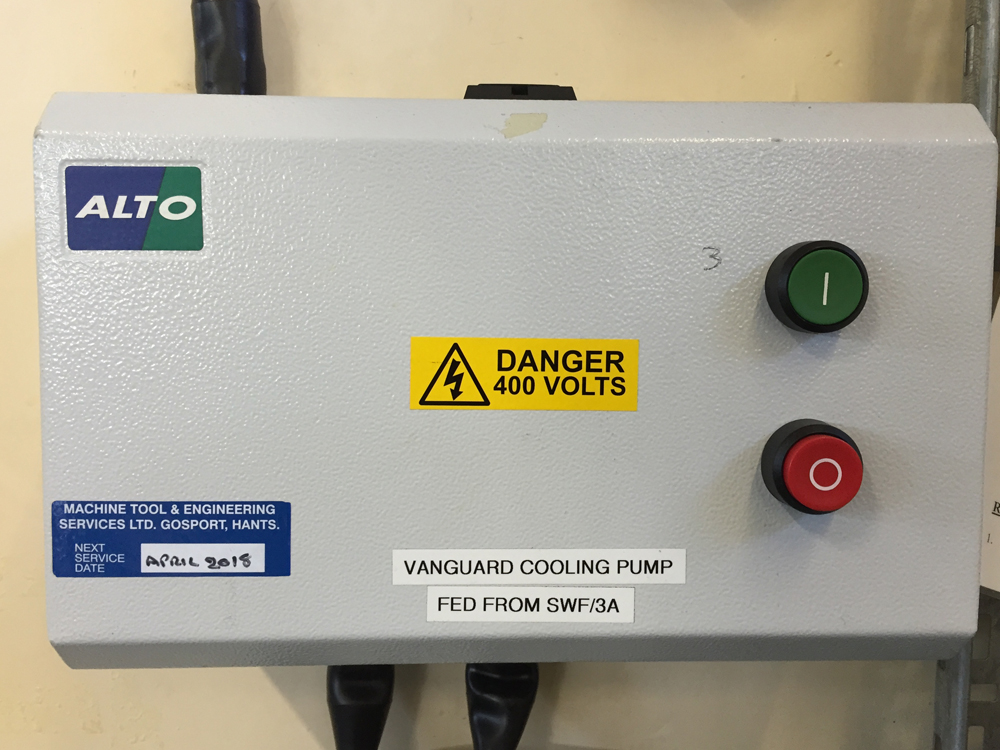 ALTO
3
DANGER
400 VOLTS
MACHINE TOOL & ENGINEERING
SERVICES LTD. GOSPORT, HANTS.
NEXT
SERVICE
DATE
APRIL 2018
VANGUARD COOLING PUMP
FED FROM SWF/3A
R
1.